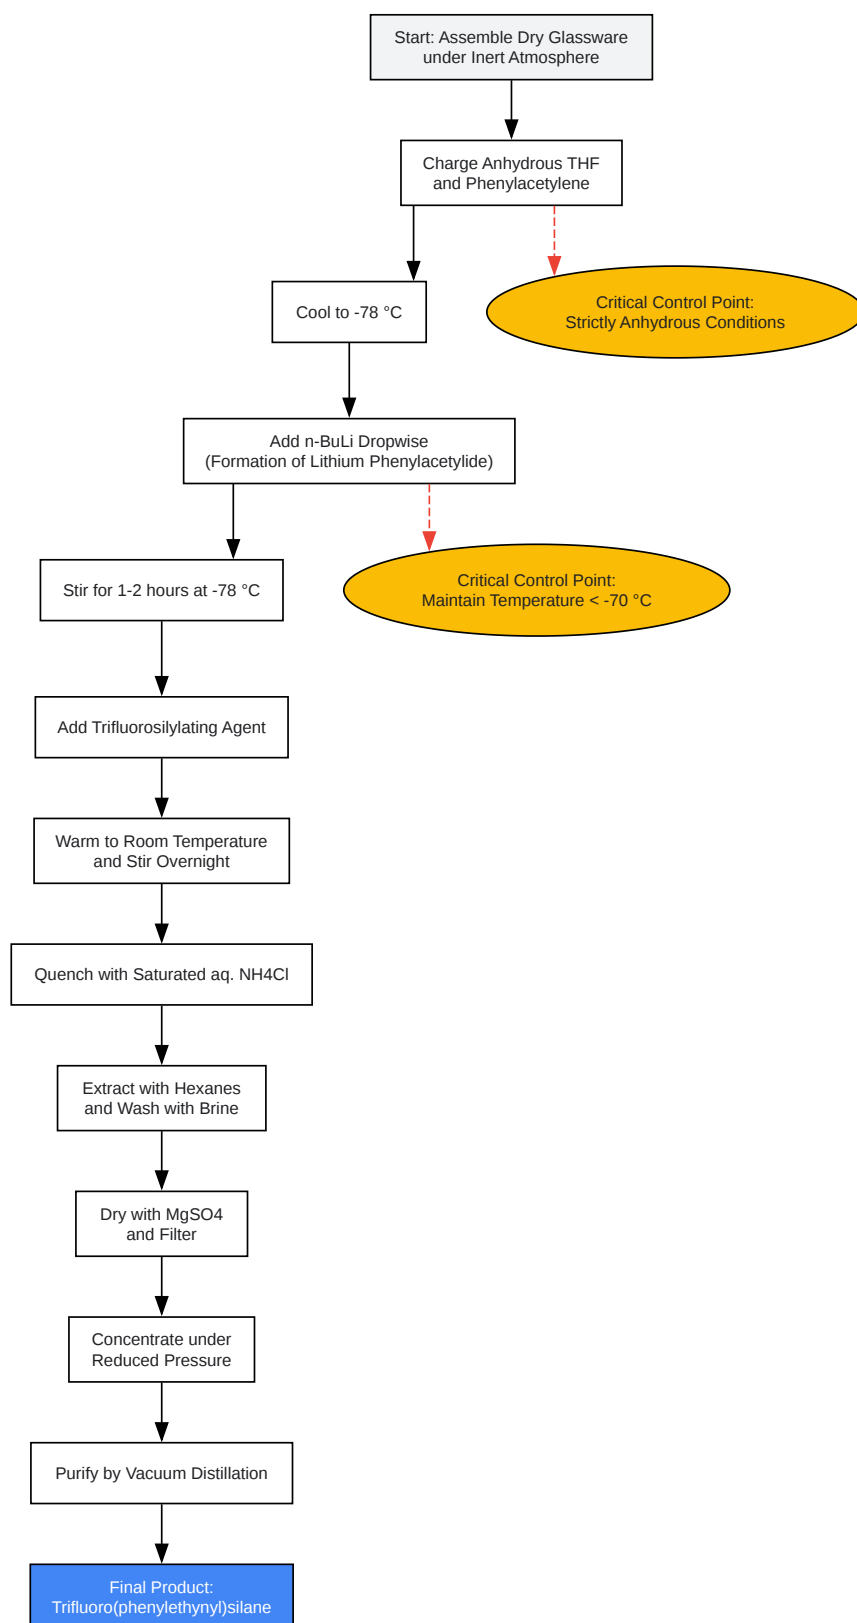 Start: Assemble Dry Glassware
under Inert Atmosphere
Charge Anhydrous THF
and Phenylacetylene
Cool to -78 °C
Critical Control Point:
Strictly Anhydrous Conditions
Add n-BuLi Dropwise
(Formation of Lithium Phenylacetylide)
Stir for 1-2 hours at -78 °C
Critical Control Point:
Maintain Temperature < -70 °C
Add Trifluorosilylating Agent
Warm to Room Temperature
and Stir Overnight
Quench with Saturated aq. NH4Cl
Extract with Hexanes
and Wash with Brine
Dry with MgSO4
and Filter
Concentrate under
Reduced Pressure
Purify by Vacuum Distillation
Final Product:
Trifluoro(phenylethynyl)silane